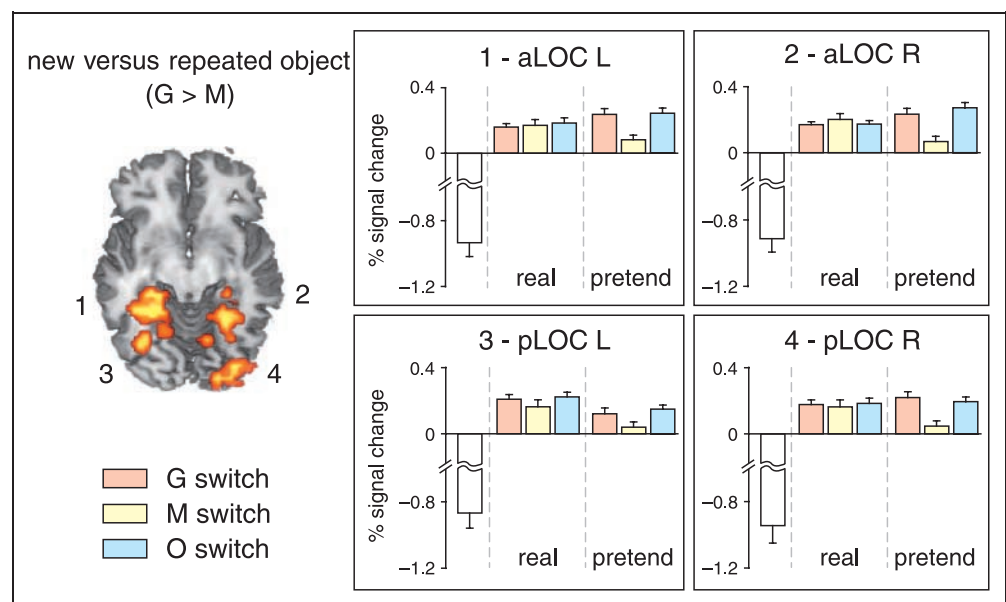 new versus repeated object
(G > M)
1
2
3
4
G switch
M switch
O switch
1 - aLOC L
% signal change
0.4
0
−0.8
−1.2
real
pretend
2 - aLOC R
0.4
0
−0.8
−1.2
real
pretend
3 - pLOC L
% signal change
0.4
0
−0.8
−1.2
real
pretend
4 - pLOC R
0.4
0
−0.8
−1.2
real
pretend